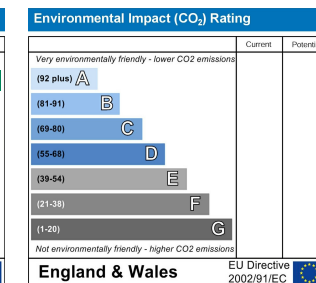 Environmental Impact (CO₂) Rating
Current
Very environmentally friendly - lower CO2 emissions
(92 plus) A
(81-91) B
(69-80) C
(55-68) D
(39-54) E
(21-38) F
(1-20) G
Not environmentally friendly - higher CO2 emissions
England & Wales
EU Directive
2002/91/EC